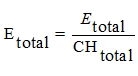 E_total = E_total / CH_total